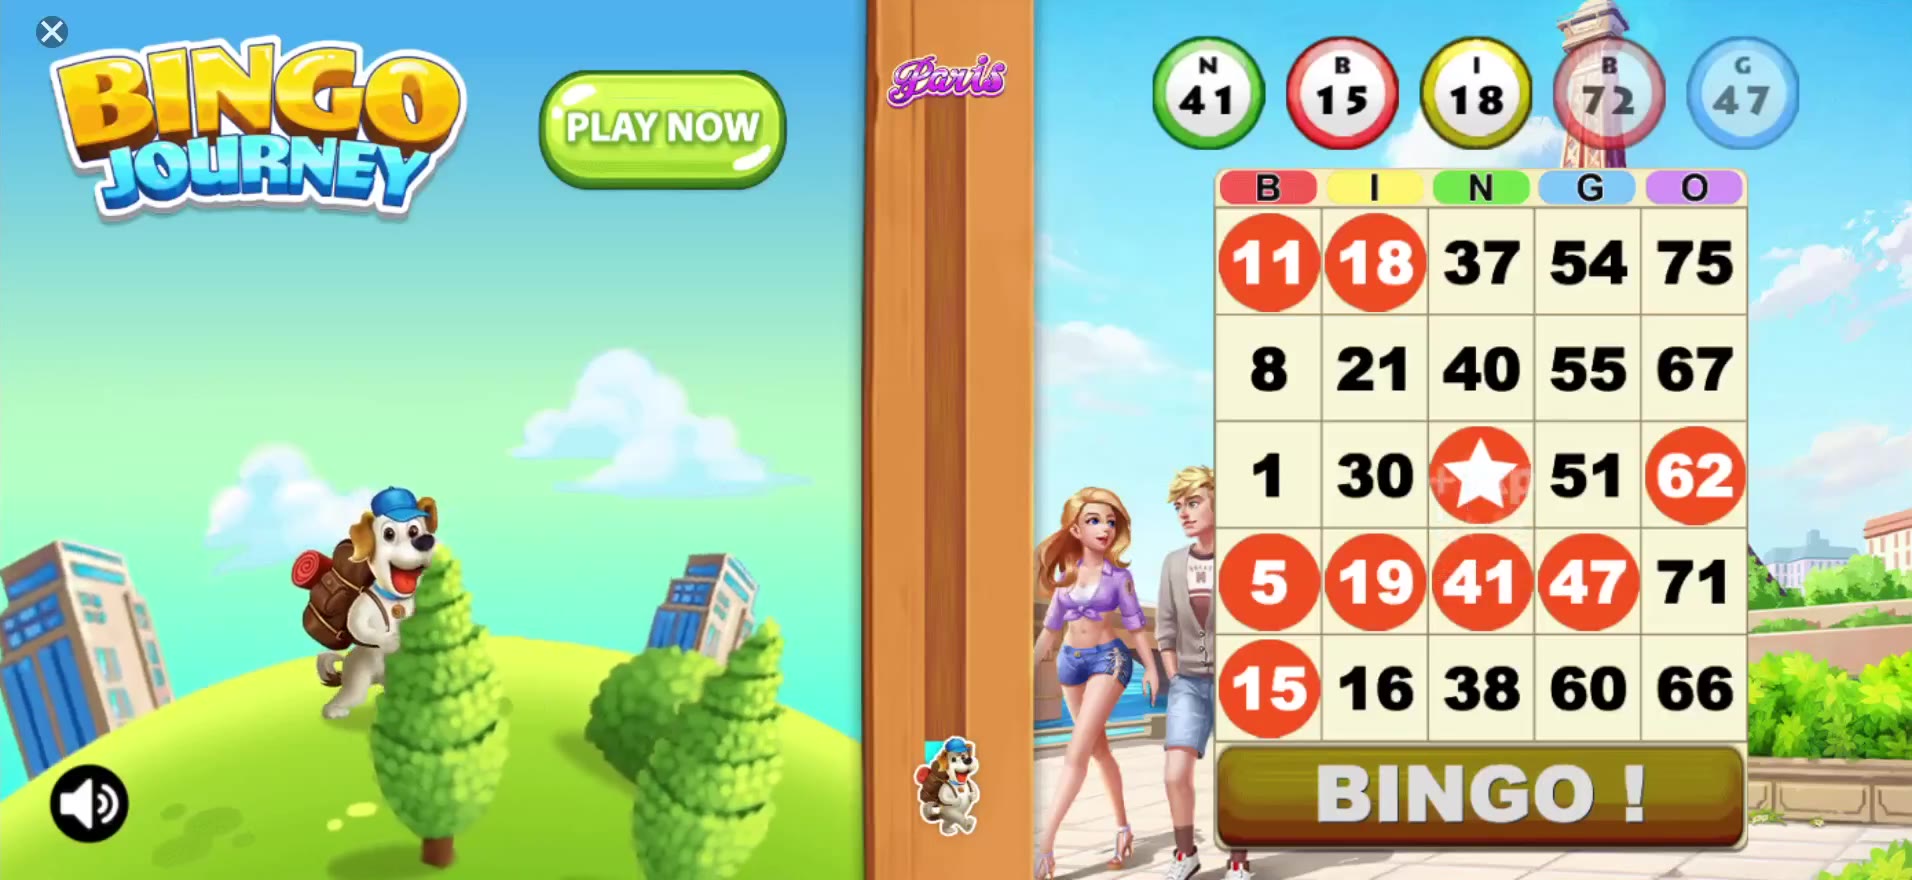 BINGO
JOURNEY
PLAY NOW
Paris
N B I B G
41 15 18 72 47
B I N G O
11 18 37 54 75
8 21 40 55 67
1 30 51 62
5 19 41 47 71
15 16 38 60 66
BINGO !